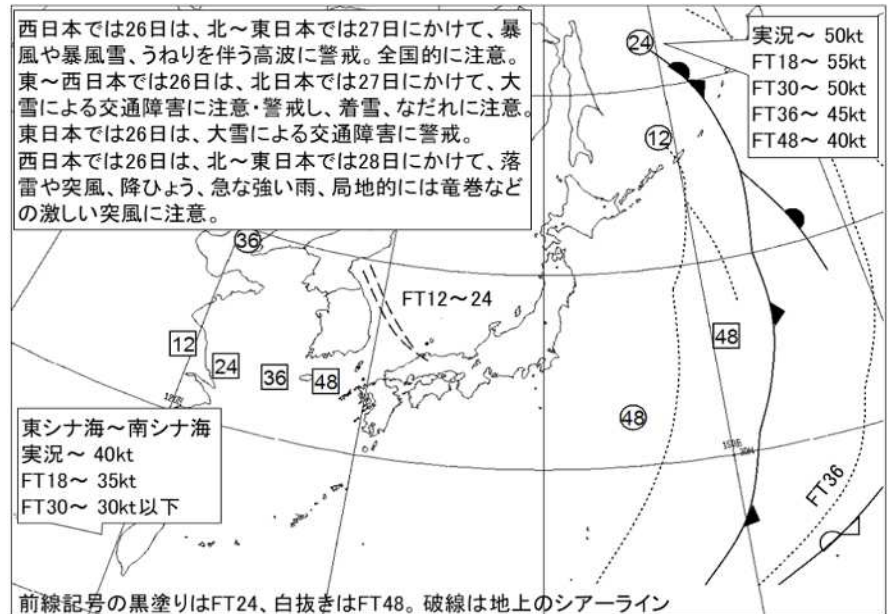 西日本では26日は、北～東日本では27日にかけて、暴
風や暴風雪、うねりを伴う高波に警戒。全国的に注意。
東～西日本では26日は、北日本では27日にかけて、大
雪による交通障害に注意・警戒し、着雪、なだれに注意。
東日本では26日は、大雪による交通障害に警戒。
西日本では26日は、北～東日本では28日にかけて、落
雷や突風、降ひょう、急な強い雨、局地的には竜巻など
の激しい突風に注意。
24
実況～ 50kt
FT18～ 55kt
FT30～ 50kt
FT36～ 45kt
FT48～ 40kt
12
36
FT12～24
12
24
36
48
48
48
東シナ海～南シナ海
実況～ 40kt
FT18～ 35kt
FT30～ 30kt以下
FT36
前線記号の黒塗りはFT24、白抜きはFT48。破線は地上のシアーライン